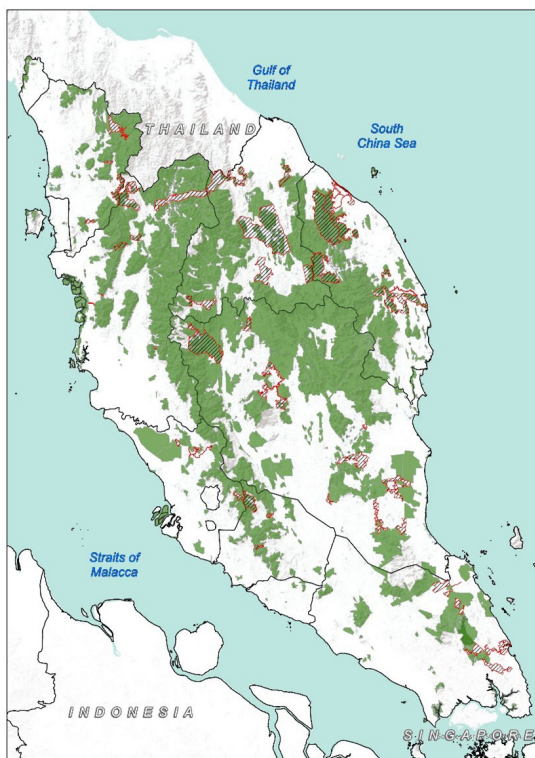 Gulf of
Thailand
South
China Sea
THAILAND
Straits of
Malacca
INDONESIA
SINGAPORE